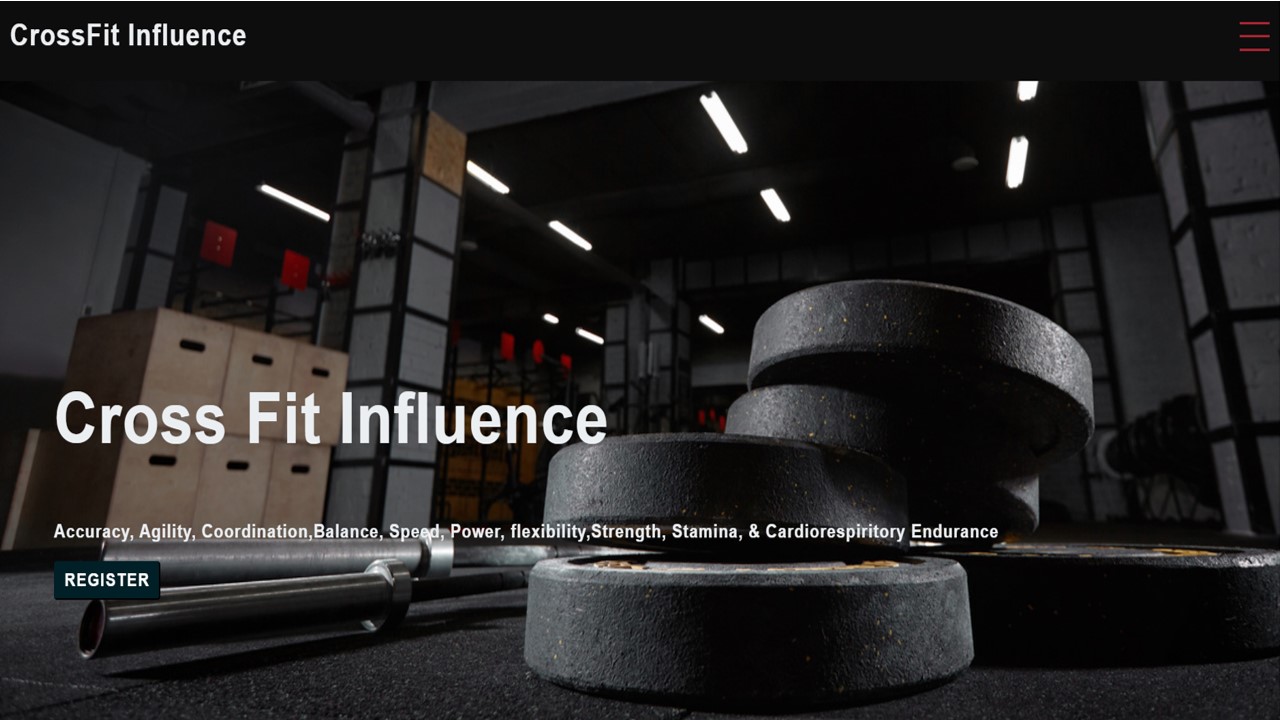 CrossFit Influence
Cross Fit Influence
Accuracy, Agility, Coordination,Balance, Speed, Power, flexibility,Strength, Stamina, & Cardiorespiritory Endurance
REGISTER